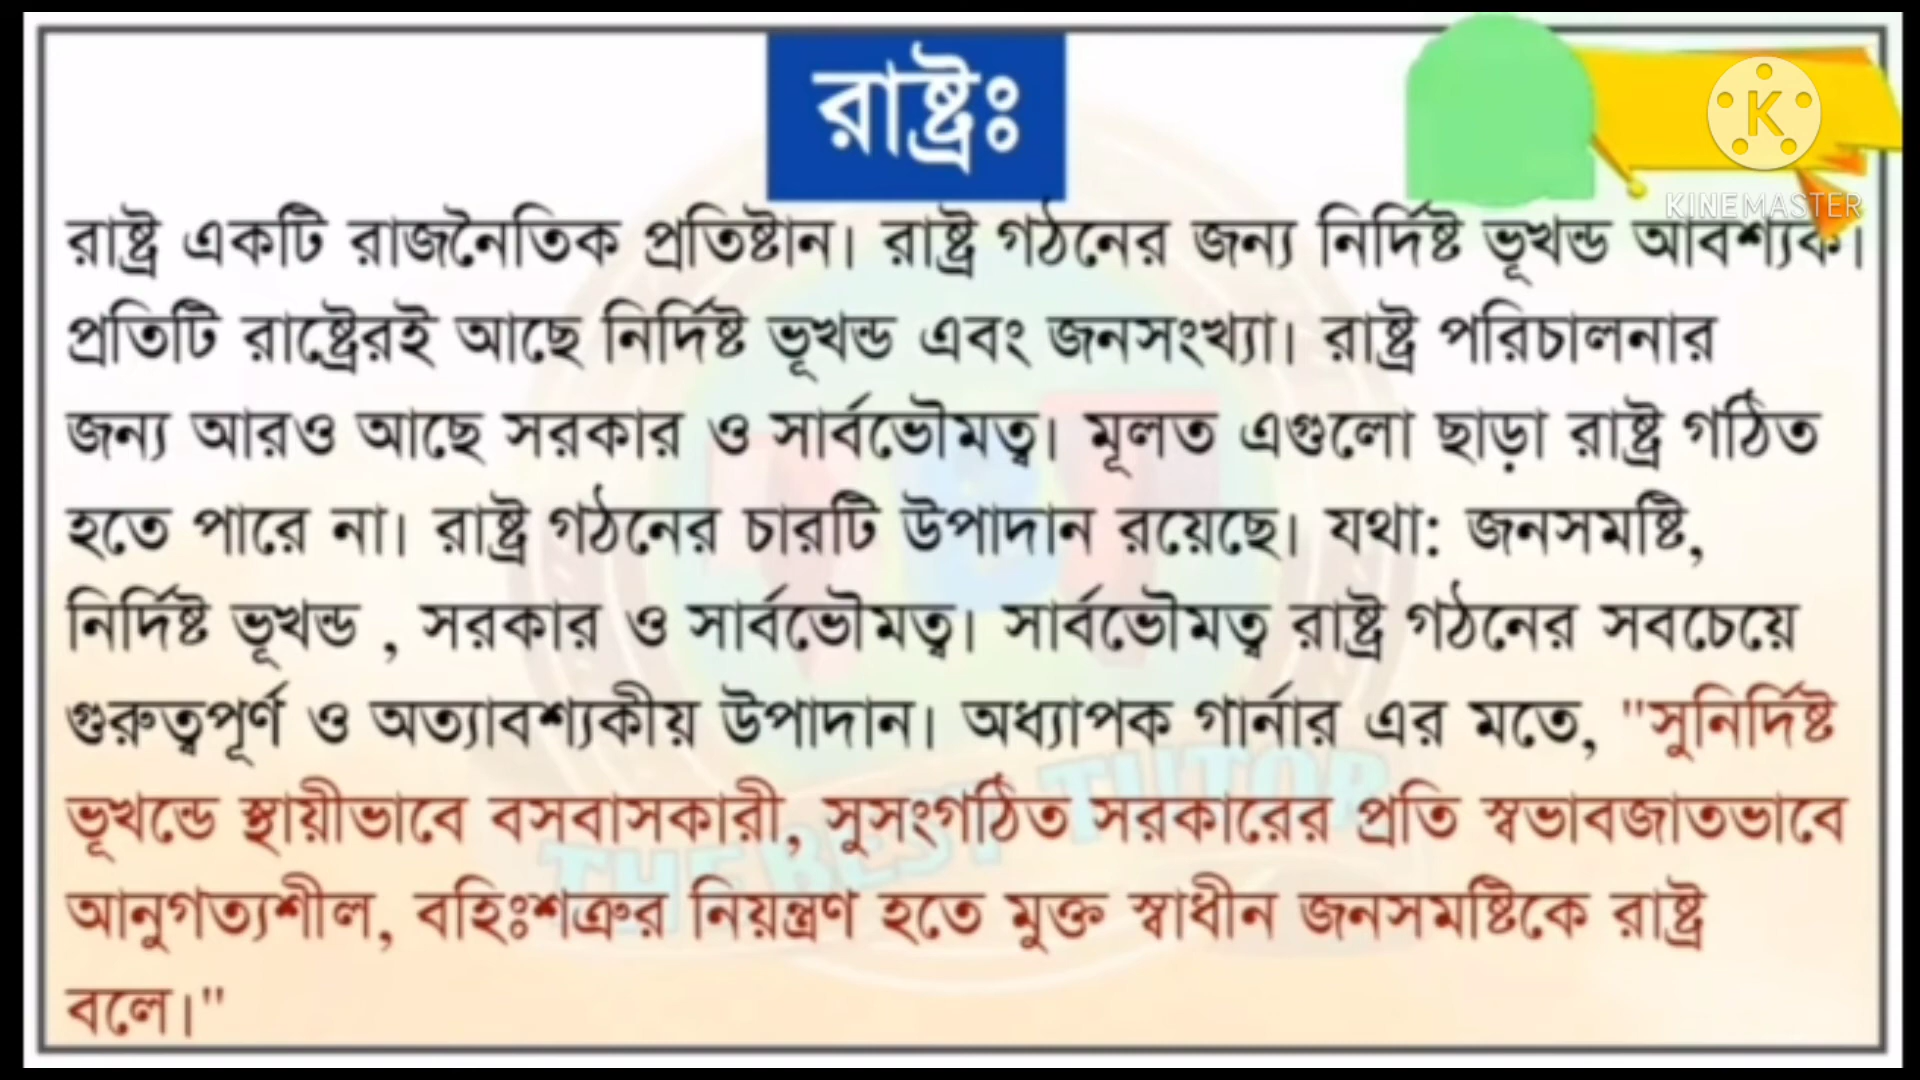 রাষ্ট্রঃ
KINEMASTER
রাষ্ট্র একটি রাজনৈতিক প্রতিষ্টান। রাষ্ট্র গঠনের জন্য নির্দিষ্ট ভূখন্ড আবশ্যক।
প্রতিটি রাষ্ট্রেরই আছে নির্দিষ্ট ভূখন্ড এবং জনসংখ্যা। রাষ্ট্র পরিচালনার
জন্য আরও আছে সরকার ও সার্বভৌমত্ব। মূলত এগুলো ছাড়া রাষ্ট্র গঠিত
হতে পারে না। রাষ্ট্র গঠনের চারটি উপাদান রয়েছে। যথা: জনসমষ্টি,
নির্দিষ্ট ভূখন্ড , সরকার ও সার্বভৌমত্ব। সার্বভৌমত্ব রাষ্ট্র গঠনের সবচেয়ে
গুরুত্বপূর্ণ ও অত্যাবশ্যকীয় উপাদান। অধ্যাপক গার্নার এর মতে, "সুনির্দিষ্ট
ভূখন্ডে স্থায়ীভাবে বসবাসকারী, সুসংগঠিত সরকারের প্রতি স্বভাবজাতভাবে
আনুগত্যশীল, বহিঃশত্রুর নিয়ন্ত্রণ হতে মুক্ত স্বাধীন জনসমষ্টিকে রাষ্ট্র
বলে।"
THE BEST TUTOR